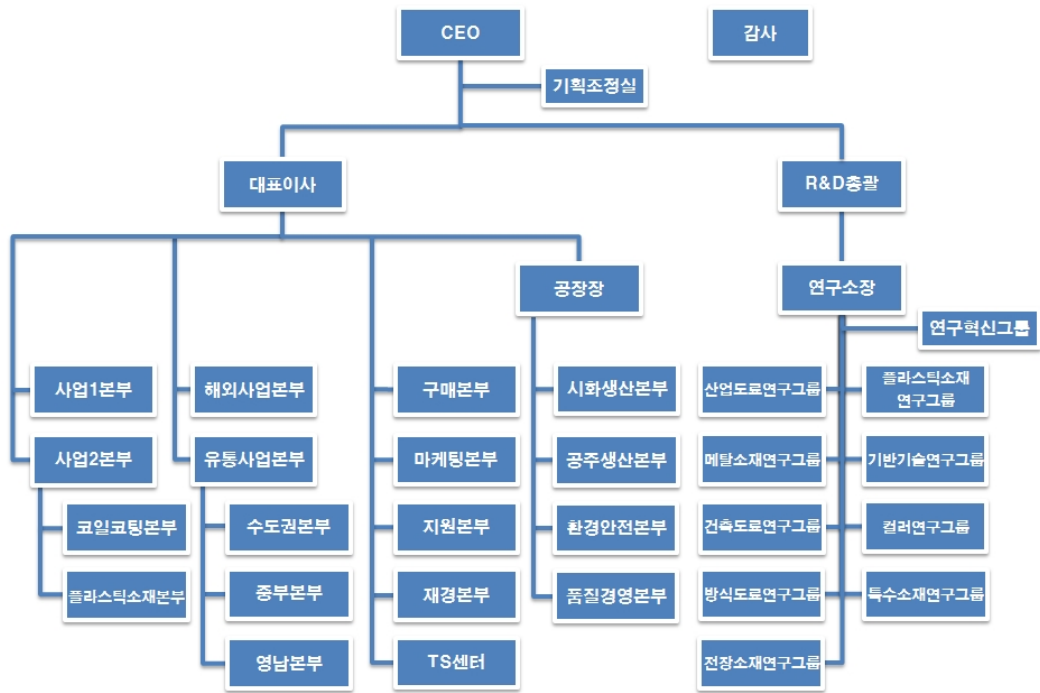 CEO
감사
기획조정실
대표이사
R&D총괄
공장장
연구소장
연구혁신그룹
사업1본부
해외사업본부
구매본부
시화생산본부
산업도료연구그룹
플라스틱소재
연구그룹
사업2본부
유통사업본부
마케팅본부
공주생산본부
메탈소재연구그룹
기반기술연구그룹
코일코팅본부
수도권본부
지원본부
환경안전본부
건축도료연구그룹
컬러연구그룹
플라스틱소재본부
중부본부
재경본부
품질경영본부
방식도료연구그룹
특수소재연구그룹
영남본부
TS센터
전장소재연구그룹